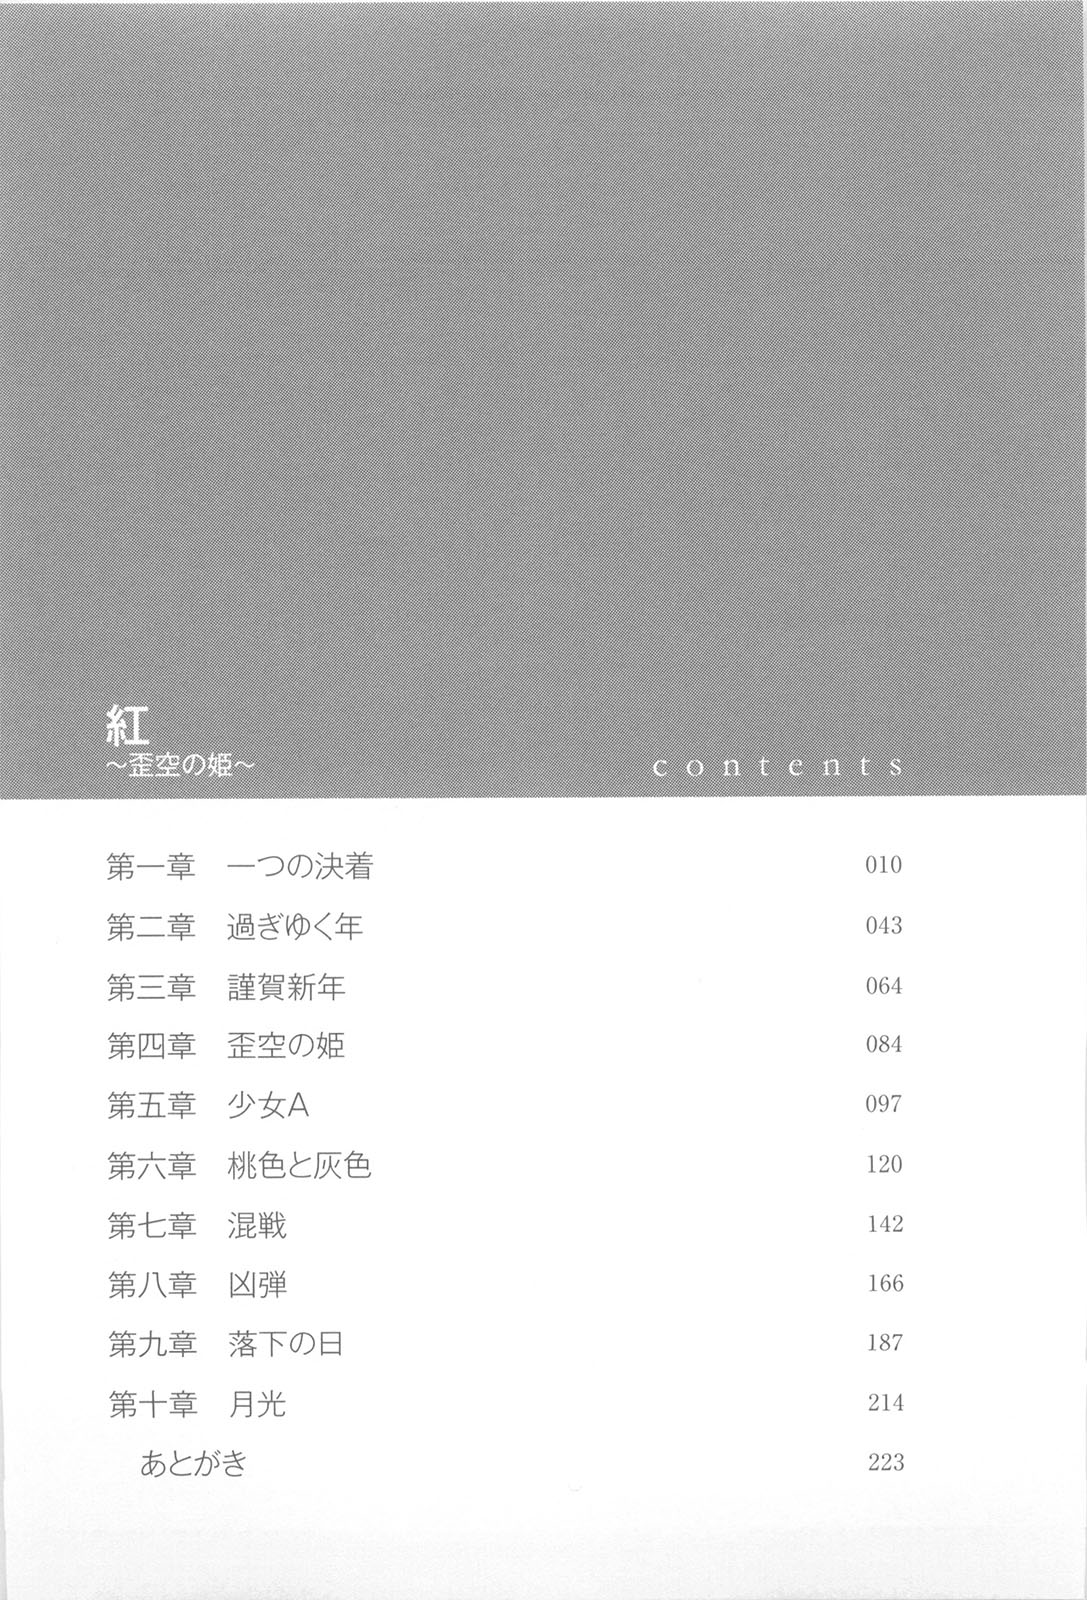 紅
～歪空の姫～
contents
第一章　一つの決着　010
第二章　過ぎゆく年　043
第三章　謹賀新年　064
第四章　歪空の姫　084
第五章　少女A　097
第六章　桃色と灰色　120
第七章　混戦　142
第八章　凶弾　166
第九章　落下の日　187
第十章　月光　214
あとがき　223